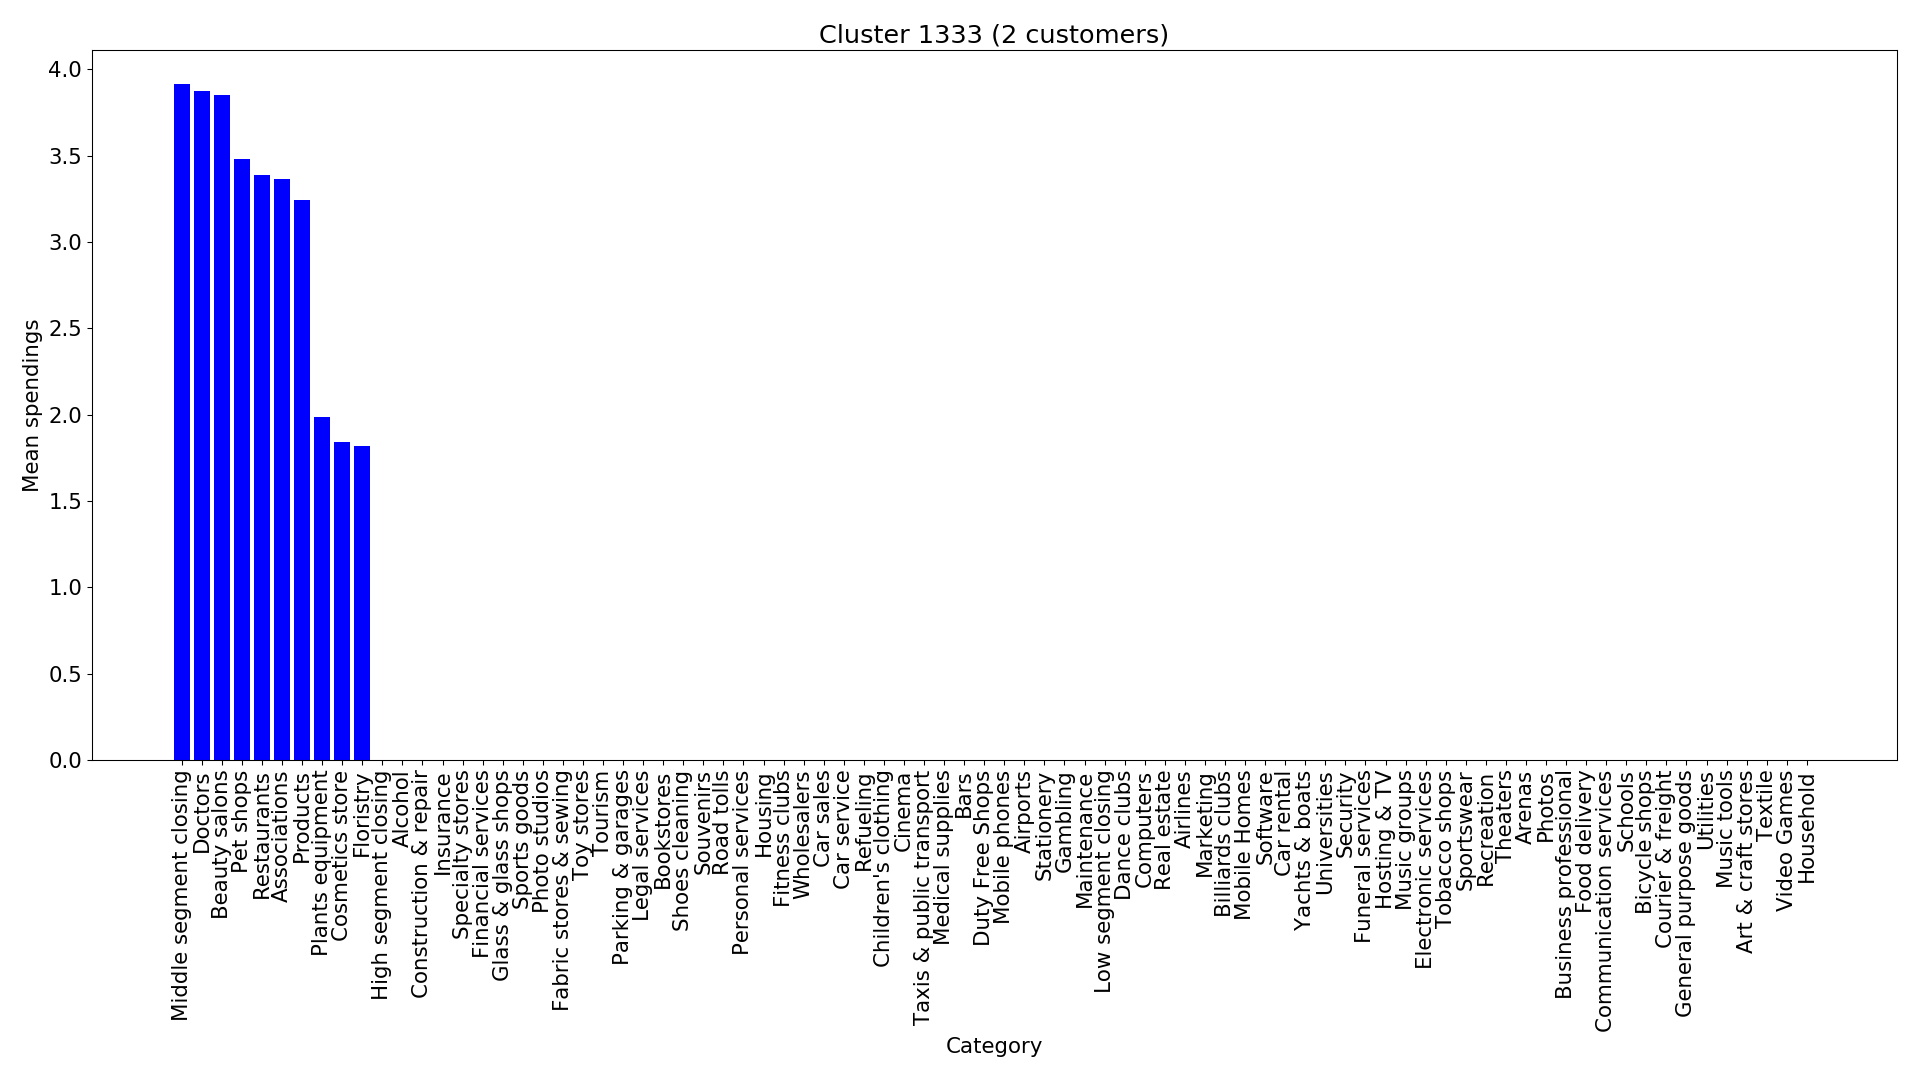 Cluster 1333 (2 customers)
4.0
3.5
3.0
2.5
2.0
1.5
1.0
0.5
0.0
Mean spendings
Middle segment closing
Doctors
Beauty salons
Pet shops
Restaurants
Associations
Products
Plants equipment
Cosmetics store
Floristry
High segment closing
Alcohol
Construction & repair
Insurance
Specialty stores
Financial services
Glass & glass shops
Sports goods
Photo studios
Fabric stores & sewing
Toy stores
Tourism
Parking & garages
Legal services
Bookstores
Shoes cleaning
Souvenirs
Road tolls
Personal services
Housing
Fitness clubs
Wholesalers
Car sales
Car service
Refueling
Children's clothing
Cinema
Taxis & public transport
Medical supplies
Bars
Duty Free Shops
Mobile phones
Airports
Stationery
Gambling
Maintenance
Low segment closing
Dance clubs
Computers
Real estate
Airlines
Marketing
Billiards clubs
Mobile Homes
Software
Car rental
Yachts & boats
Universities
Security
Funeral services
Hosting & TV
Music groups
Electronic services
Tobacco shops
Sportswear
Recreation
Theaters
Arenas
Photos
Business professional
Food delivery
Communication services
Schools
Bicycle shops
Courier & freight
General purpose goods
Utilities
Music tools
Art & craft stores
Textile
Video Games
Household
Category